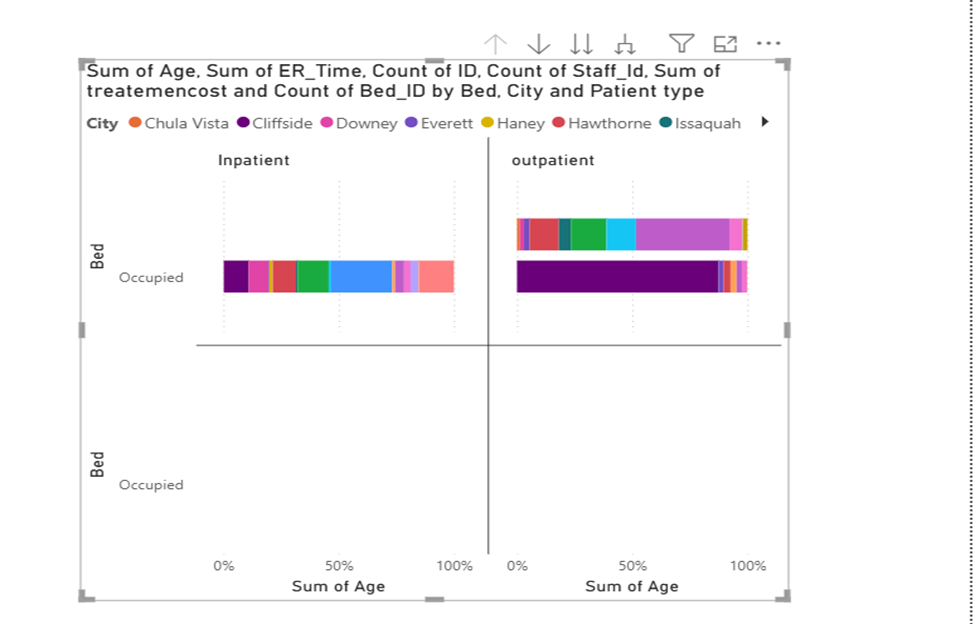 Sum of Age, Sum of ER_Time, Count of ID, Count of Staff_Id, Sum of
treatemencost and Count of Bed_ID by Bed, City and Patient type
City Chula Vista Cliffside Downey Everett Haney Hawthorne Issaquah
Inpatient outpatient
Bed
Occupied
Bed
Occupied
0% 50% 100% 0% 50% 100%
Sum of Age Sum of Age